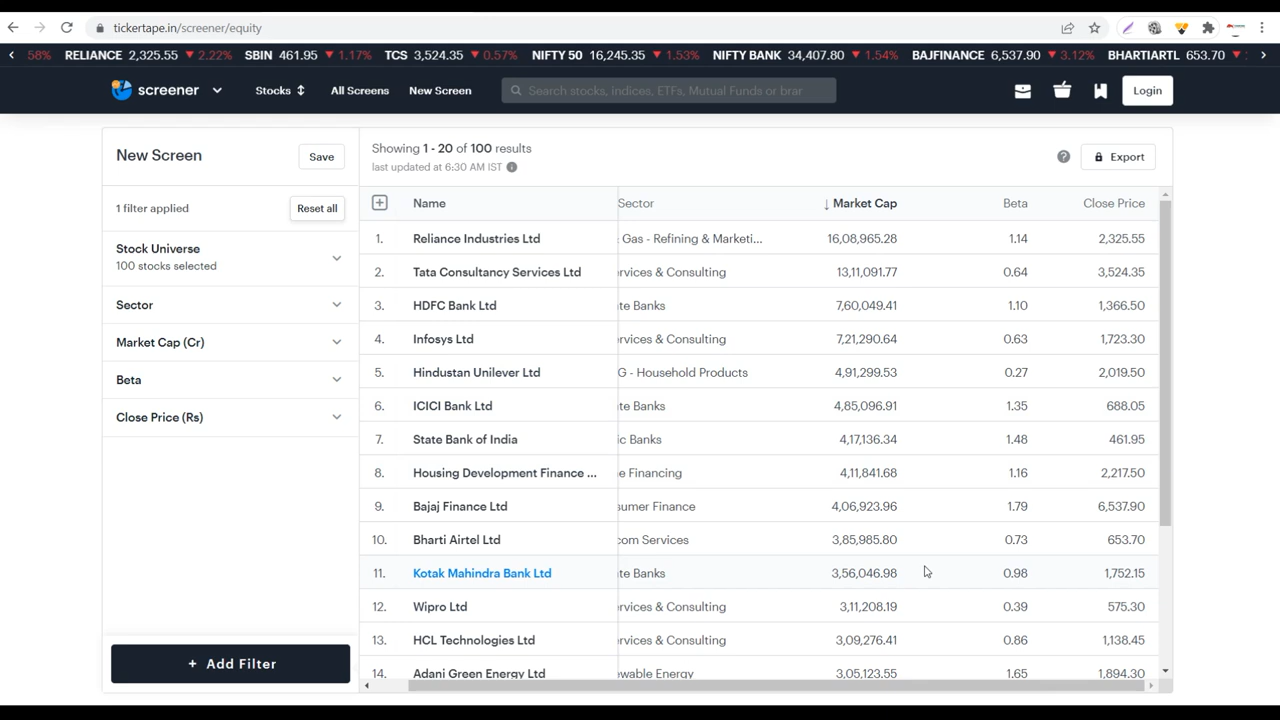 tickertape.in/screener/equity
58% RELIANCE 2,325.55 ▼ 2.22% SBIN 461.95 ▼ 1.17% TCS 3,524.35 ▼ 0.57% NIFTY 50 16,245.35 ▼ 1.53% NIFTY BANK 34,407.80 ▼ 1.54% BAJFINANCE 6,537.90 ▼ 3.12% BHARTIARTL 653.70 ▼
screener Stocks All Screens New Screen Search stocks, indices, ETFs, Mutual Funds or brar Login
New Screen Save
1 filter applied Reset all
Stock Universe
100 stocks selected
Sector
Market Cap (Cr)
Beta
Close Price (Rs)
+ Add Filter
Showing 1 - 20 of 100 results
last updated at 6:30 AM IST
Export
Name Sector ↓ Market Cap Beta Close Price
1. Reliance Industries Ltd Gas - Refining & Marketi... 16,08,965.28 1.14 2,325.55
2. Tata Consultancy Services Ltd rvices & Consulting 13,11,091.77 0.64 3,524.35
3. HDFC Bank Ltd te Banks 7,60,049.41 1.10 1,366.50
4. Infosys Ltd rvices & Consulting 7,21,290.64 0.63 1,723.30
5. Hindustan Unilever Ltd G - Household Products 4,91,299.53 0.27 2,019.50
6. ICICI Bank Ltd te Banks 4,85,096.91 1.35 688.05
7. State Bank of India ic Banks 4,17,136.34 1.48 461.95
8. Housing Development Finance ... e Financing 4,11,841.68 1.16 2,217.50
9. Bajaj Finance Ltd umer Finance 4,06,923.96 1.79 6,537.90
10. Bharti Airtel Ltd com Services 3,85,985.80 0.73 653.70
11. Kotak Mahindra Bank Ltd te Banks 3,56,046.98 0.98 1,752.15
12. Wipro Ltd rvices & Consulting 3,11,208.19 0.39 575.30
13. HCL Technologies Ltd rvices & Consulting 3,09,276.41 0.86 1,138.45
14. Adani Green Energy Ltd wable Energy 3,05,123.55 1.65 1,894.30